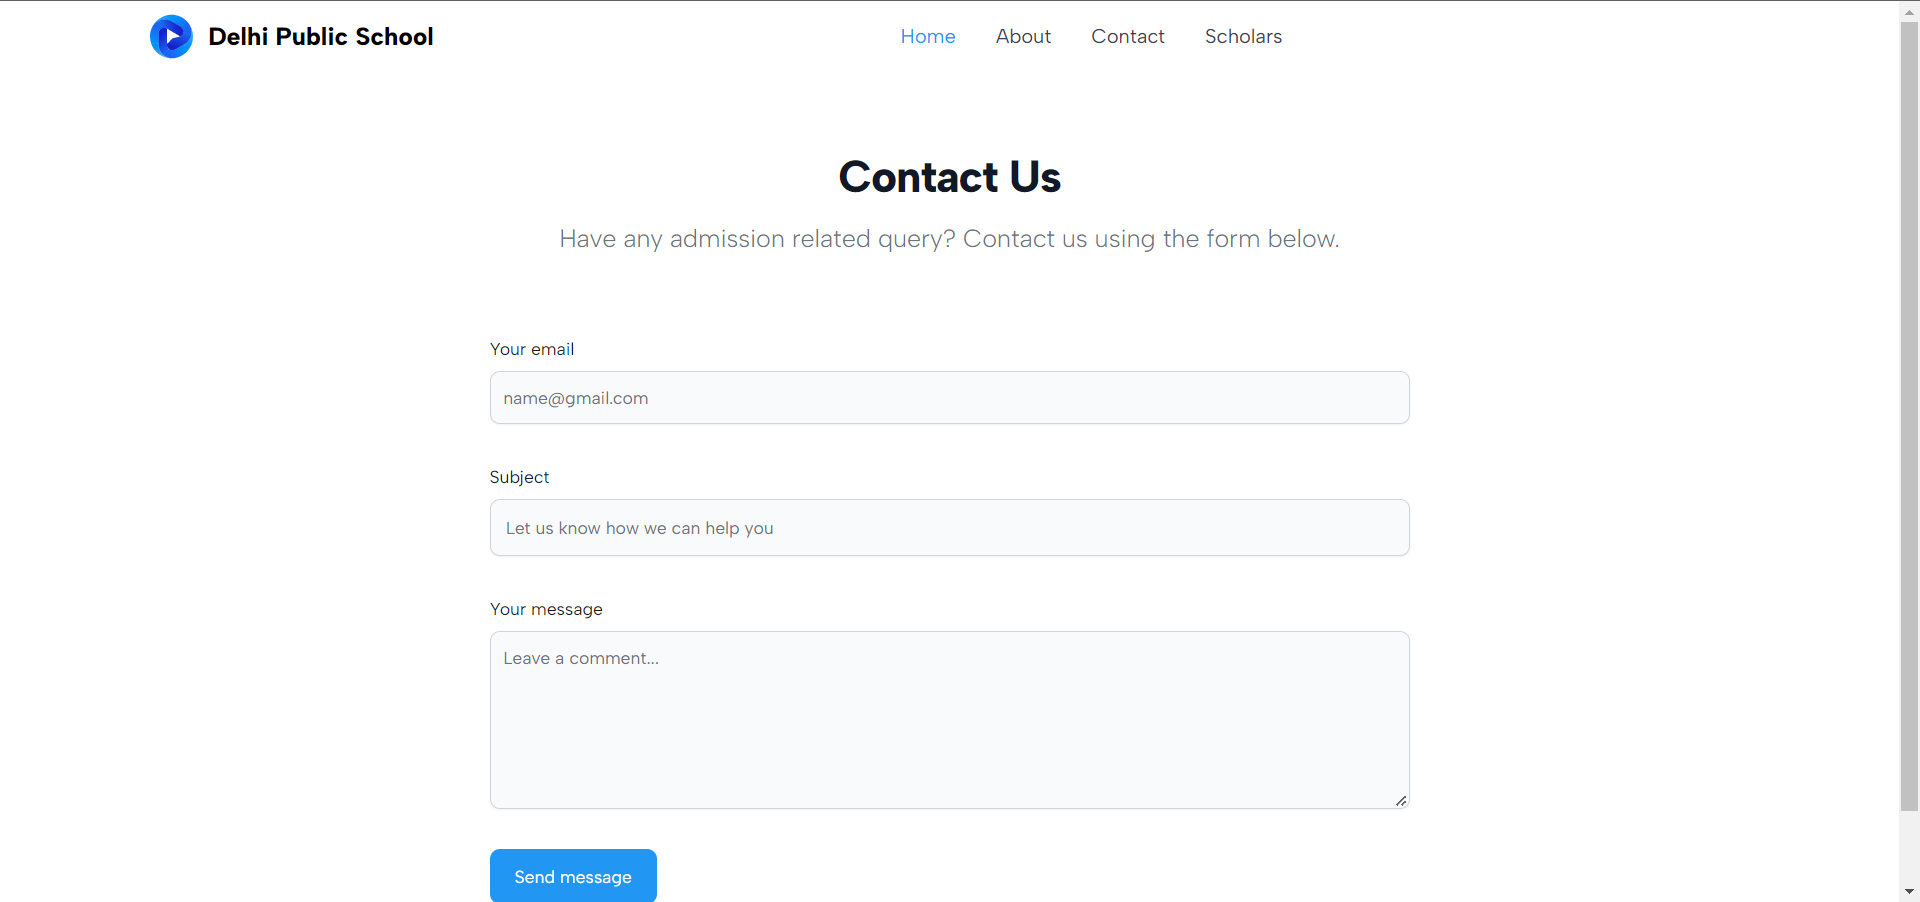 Delhi Public School Home About Contact Scholars
Contact Us
Have any admission related query? Contact us using the form below.
Your email
name@gmail.com
Subject
Let us know how we can help you
Your message
Leave a comment...
Send message